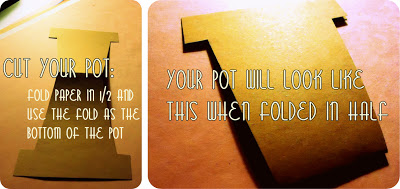 CUT YOUR POT:
FOLD PAPER IN 1/2 AND
USE THE FOLD AS THE
BOTTOM OF THE POT
YOUR POT WILL LOOK LIKE
THIS WHEN FOLDED IN HALF